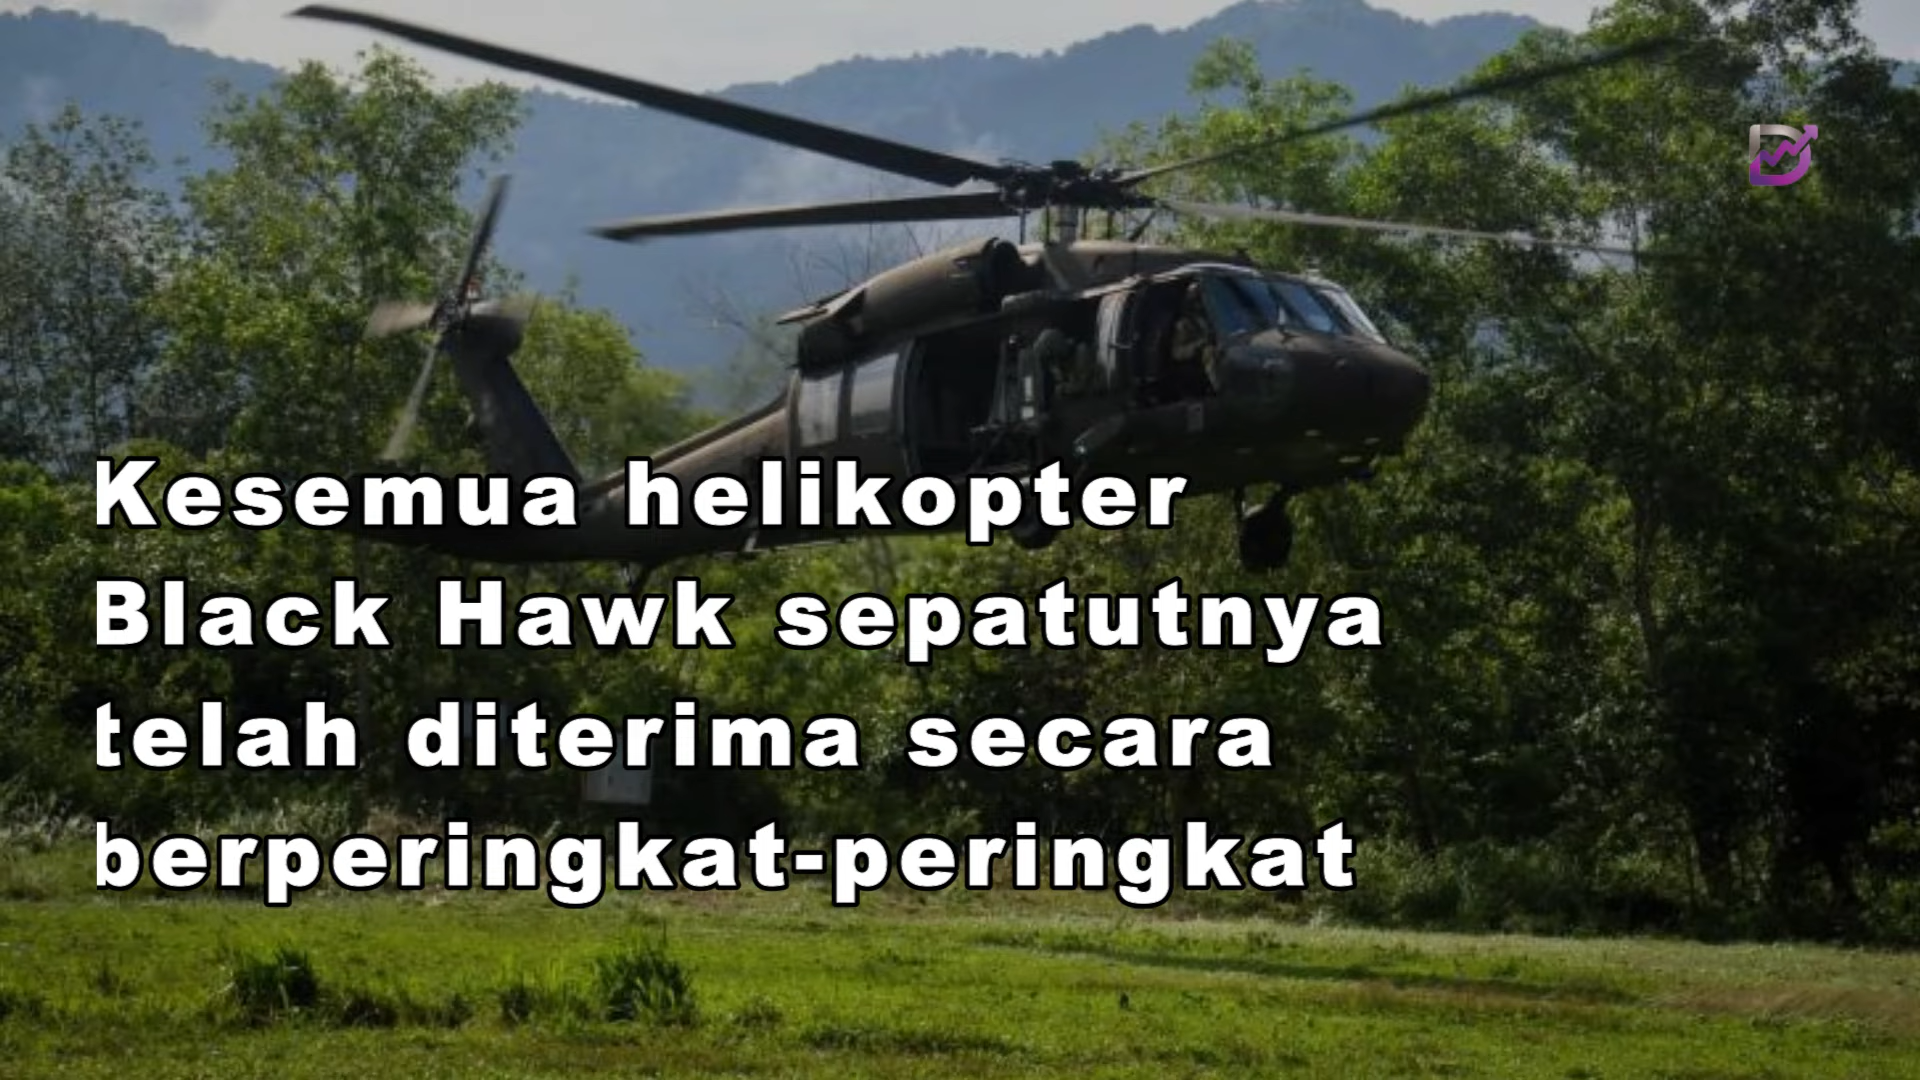 Kesemua helikopter
Black Hawk sepatutnya
telah diterima secara
berperingkat-peringkat